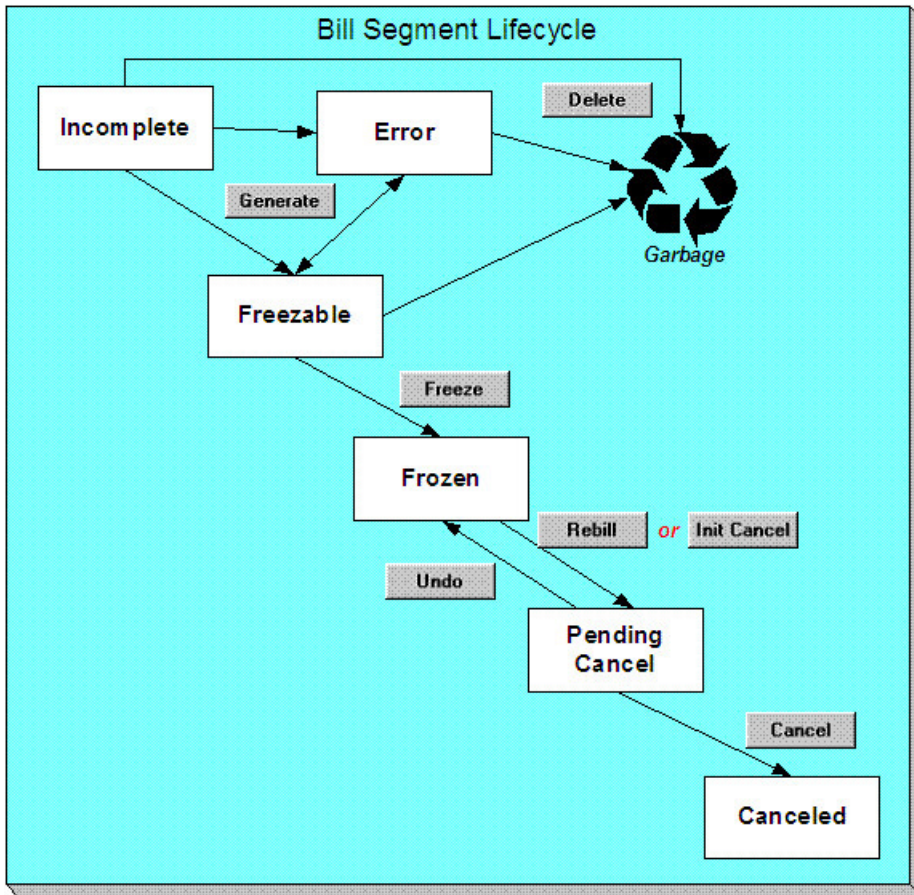 Bill Segment Lifecycle
Delete
Incomplete
Error
Generate
Garbage
Freezable
Freeze
Frozen
Rebill or Init Cancel
Undo
Pending
Cancel
Cancel
Canceled